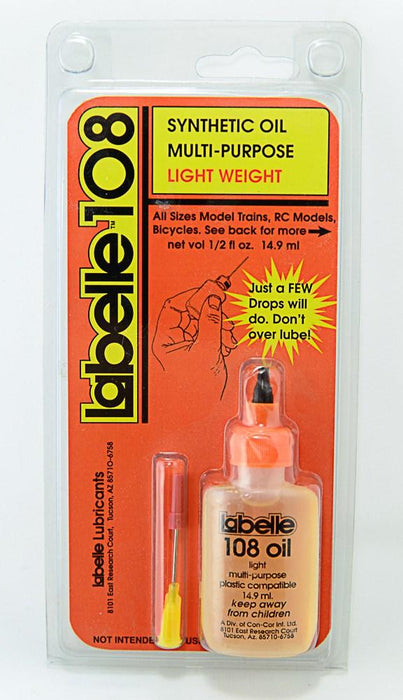 labelle™108
SYNTHETIC OIL
MULTI-PURPOSE
LIGHT WEIGHT
All Sizes Model Trains, RC Models,
Bicycles. See back for more→
net vol 1/2 fl oz. 14.9 ml
Just a FEW
Drops will
do. Don't
over lube!
labelle Lubricants
8101 East Research Court, Tucson, AZ 85710-6758
labelle
108 oil
light
multi-purpose
plastic compatible
14.9 ml.
keep away
from children
A Div. of Con-Cor Int. Ltd.
8101 East Research Court
Tucson, AZ 85710-6758
NOT INTENDE